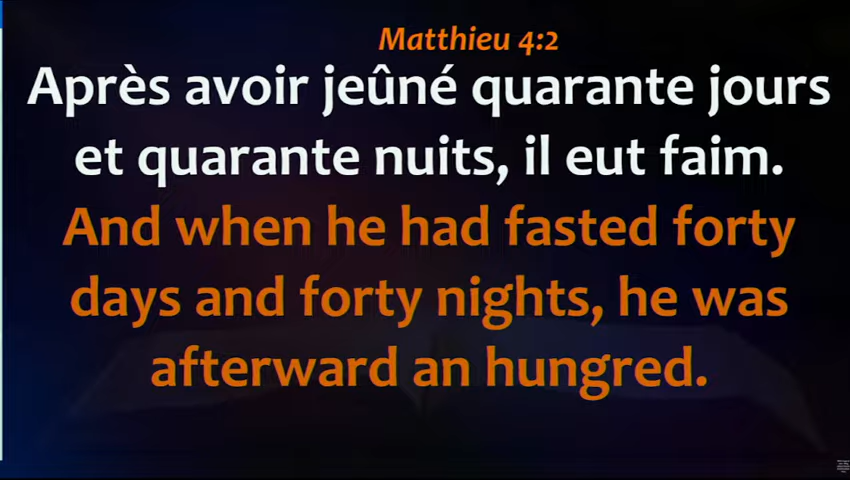 Matthieu 4:2
Après avoir jeûné quarante jours
et quarante nuits, il eut faim.
And when he had fasted forty
days and forty nights, he was
afterward an hungred.